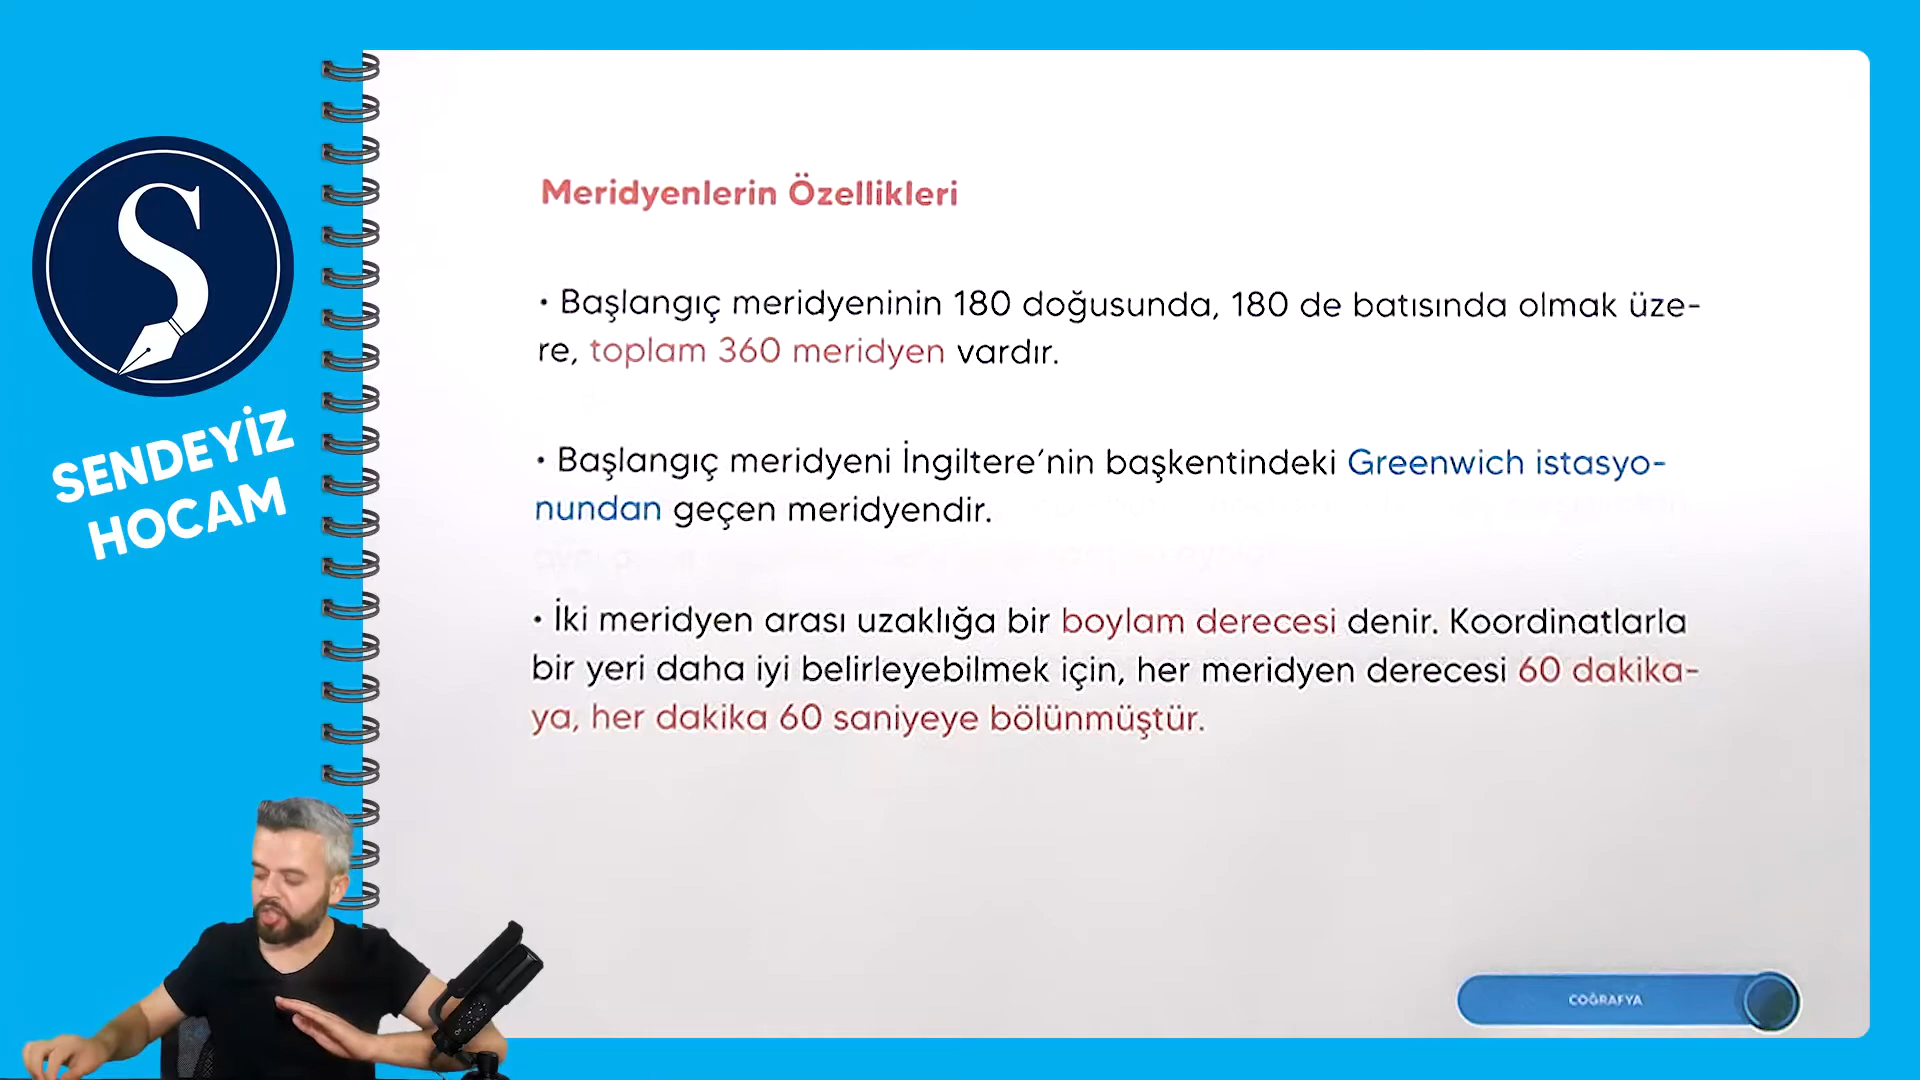 SENDEYİZ
HOCAM
Meridyenlerin Özellikleri
• Başlangıç meridyeninin 180 doğusunda, 180 de batısında olmak üze-
re, toplam 360 meridyen vardır.
• Başlangıç meridyeni İngiltere’nin başkentindeki Greenwich istasyo-
nundan geçen meridyendir.
• İki meridyen arası uzaklığa bir boylam derecesi denir. Koordinatlarla
bir yeri daha iyi belirleyebilmek için, her meridyen derecesi 60 dakika-
ya, her dakika 60 saniyeye bölünmüştür.
COĞRAFYA